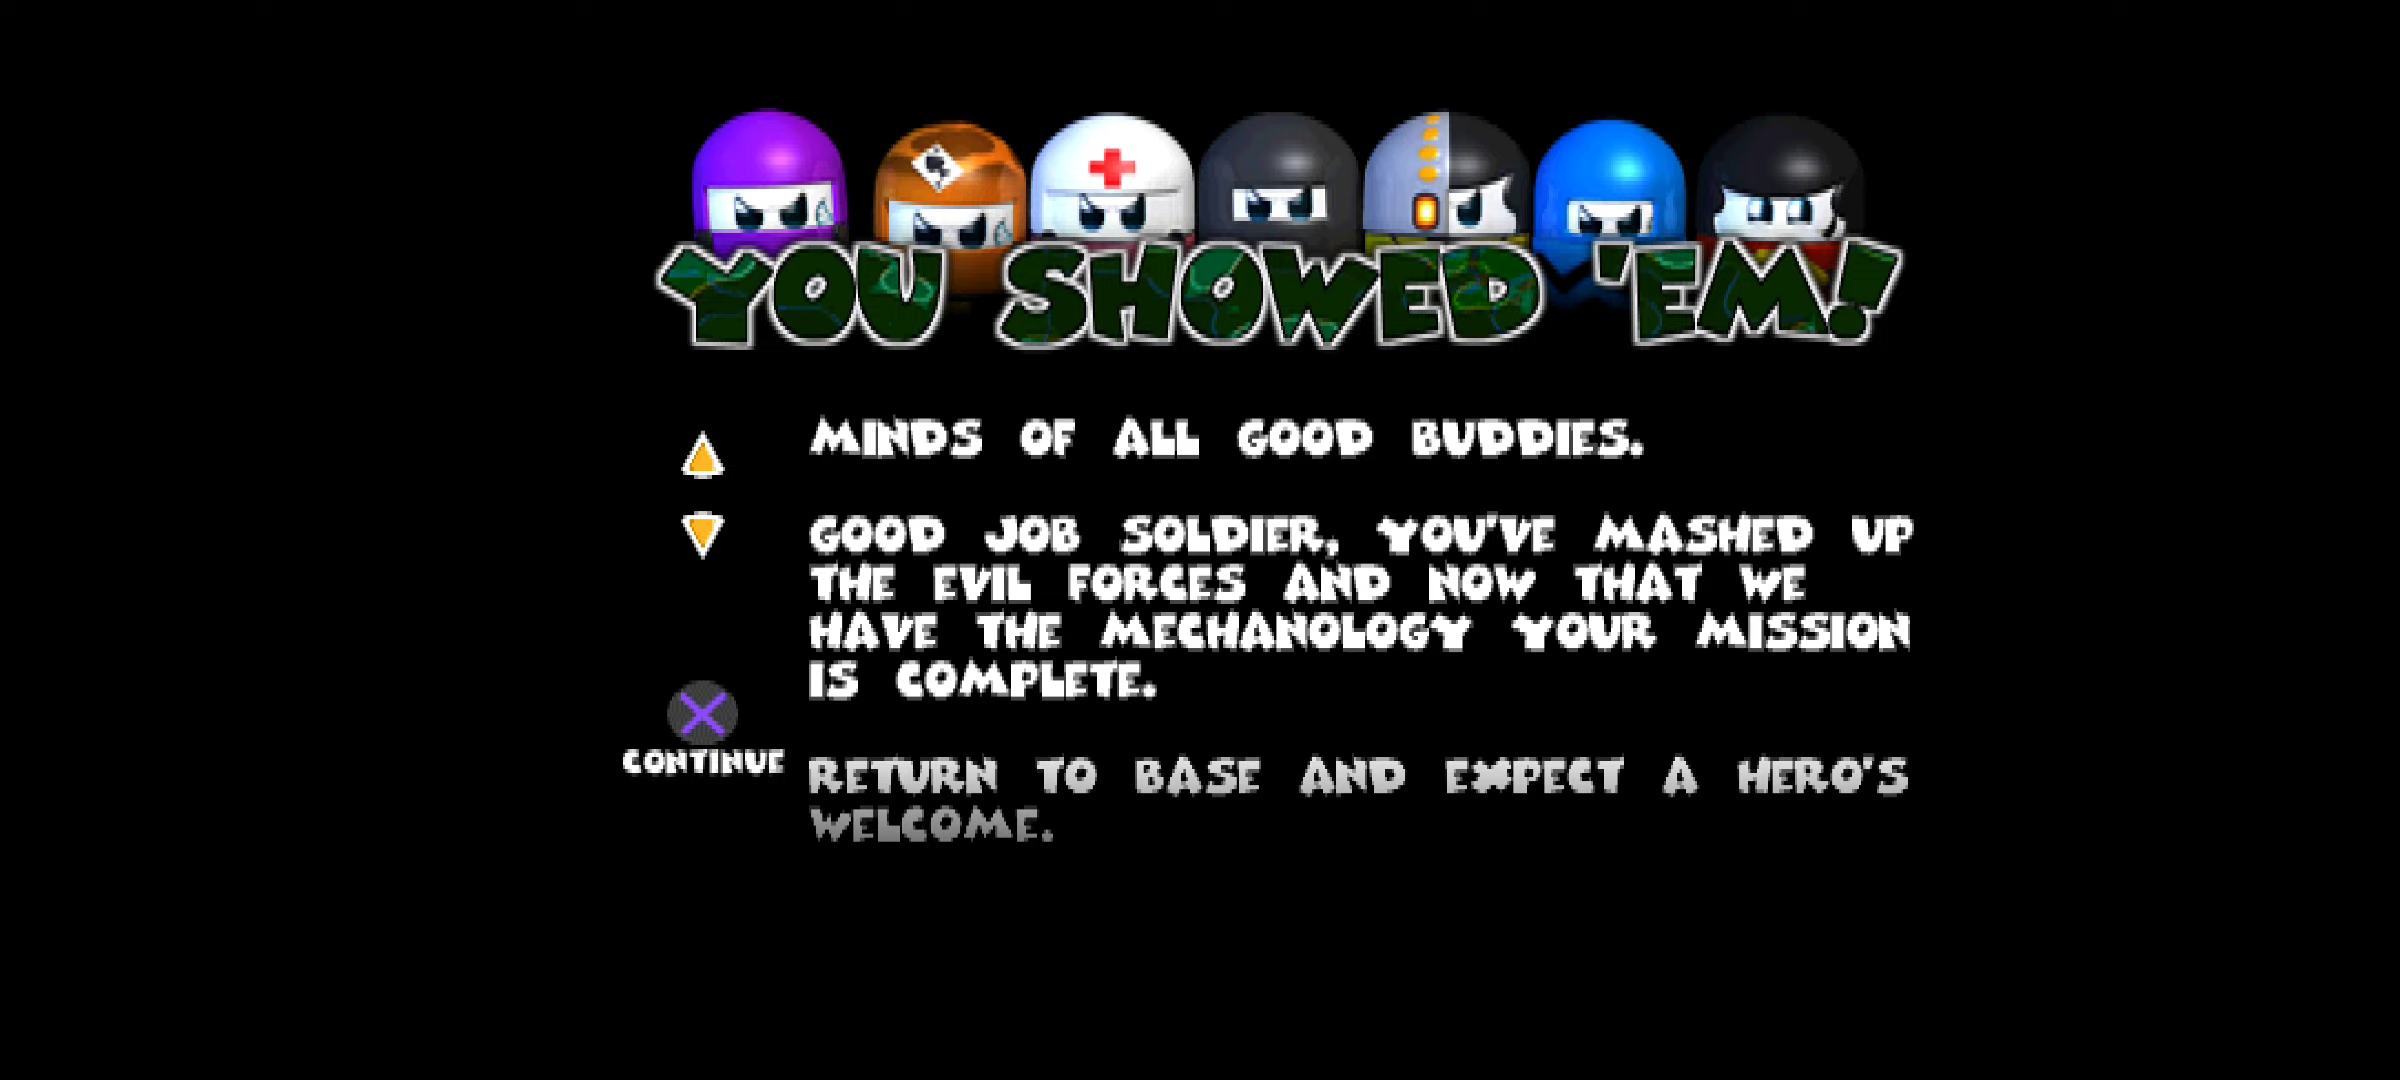 YOU SHOWED 'EM!
MINDS OF ALL GOOD BUDDIES.
GOOD JOB SOLDIER, YOU'VE MASHED UP
THE EVIL FORCES AND NOW THAT WE
HAVE THE MECHANOLOGY YOUR MISSION
IS COMPLETE.
CONTINUE
RETURN TO BASE AND EXPECT A HERO'S
WELCOME.